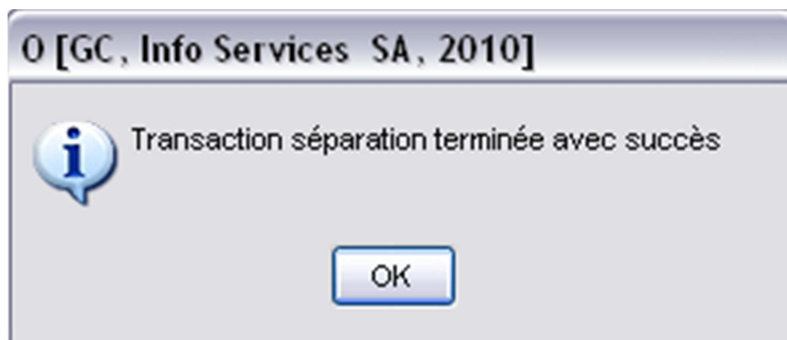 O [GC, Info Services SA, 2010]
Transaction séparation terminée avec succès
OK